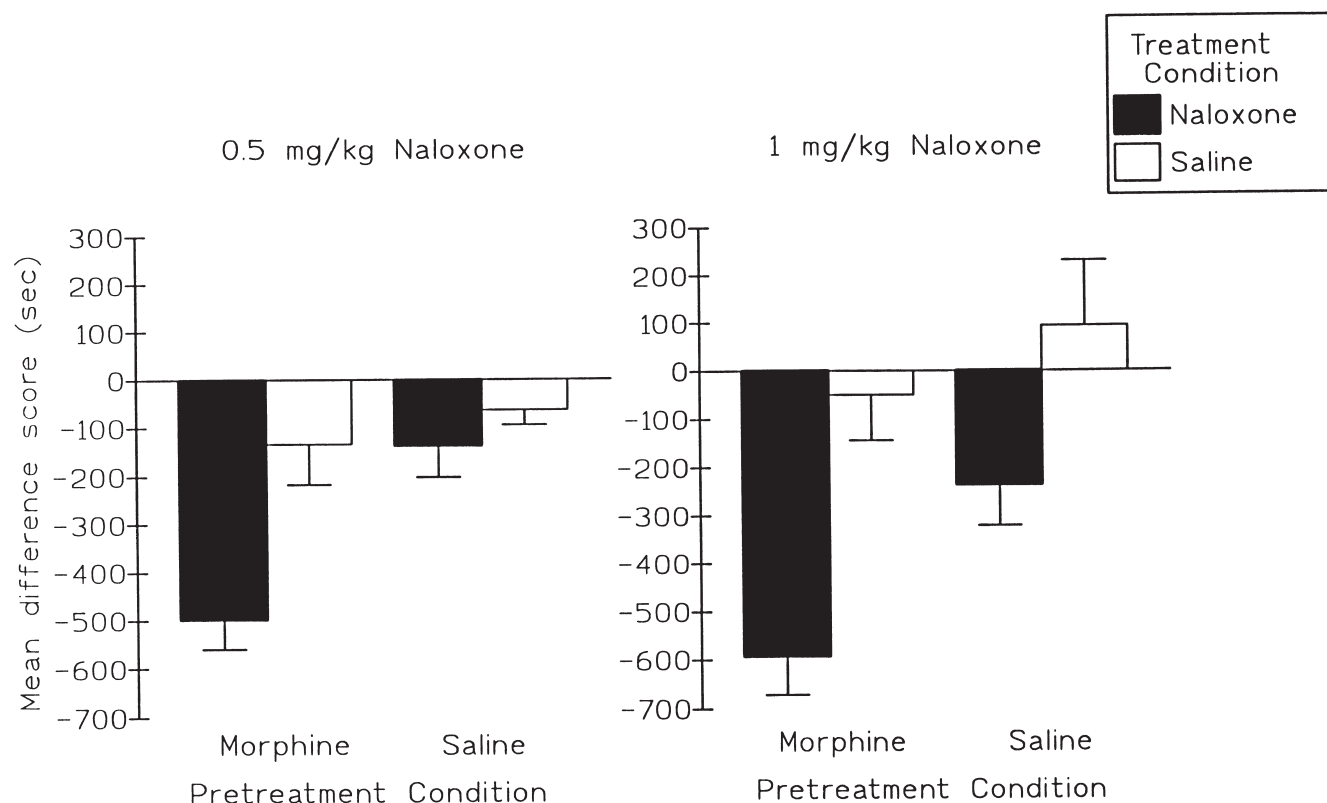 Treatment
Condition
Naloxone
Saline
0.5 mg/kg Naloxone
1 mg/kg Naloxone
Mean difference score (sec)
300
200
100
0
-100
-200
-300
-400
-500
-600
-700
Morphine
Saline
Pretreatment Condition
300
200
100
0
-100
-200
-300
-400
-500
-600
-700
Morphine
Saline
Pretreatment Condition